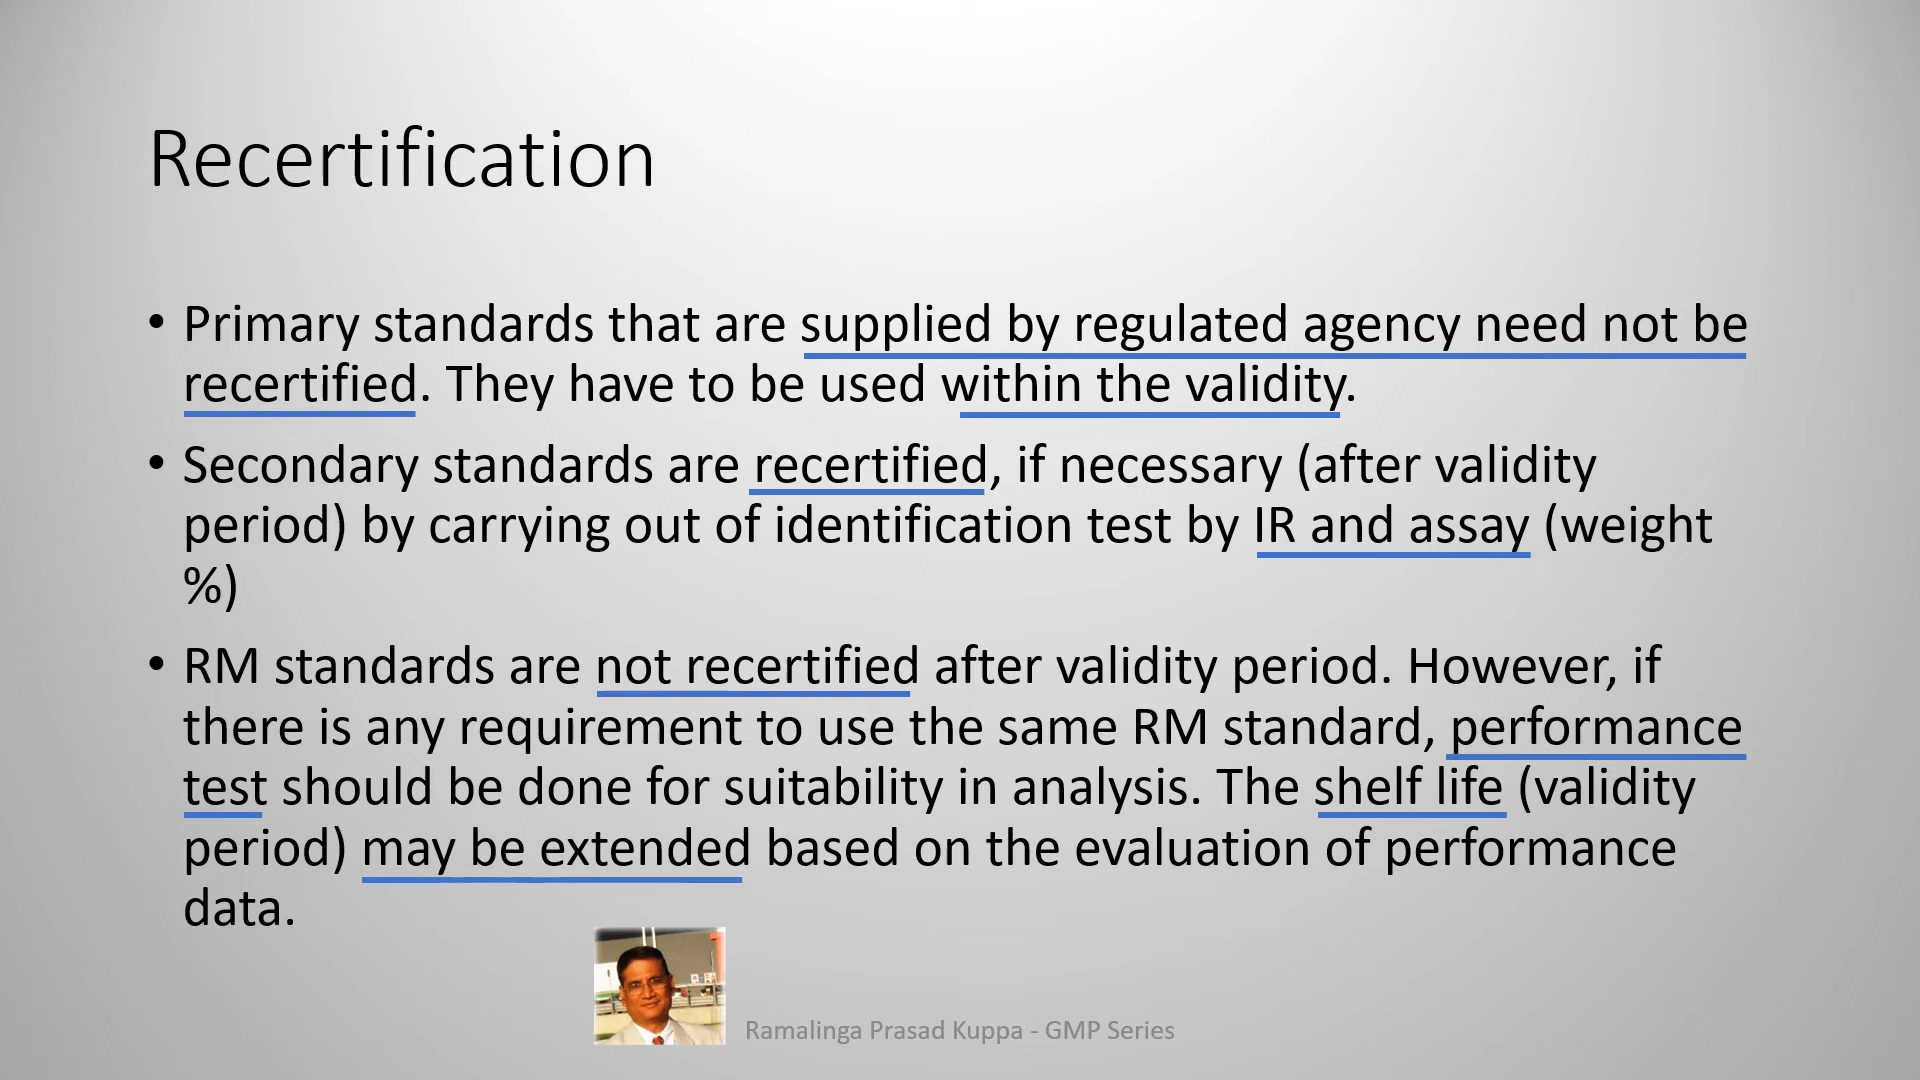 Recertification
• Primary standards that are supplied by regulated agency need not be
recertified. They have to be used within the validity.
• Secondary standards are recertified, if necessary (after validity
period) by carrying out of identification test by IR and assay (weight
%)
• RM standards are not recertified after validity period. However, if
there is any requirement to use the same RM standard, performance
test should be done for suitability in analysis. The shelf life (validity
period) may be extended based on the evaluation of performance
data.
Ramalinga Prasad Kuppa - GMP Series